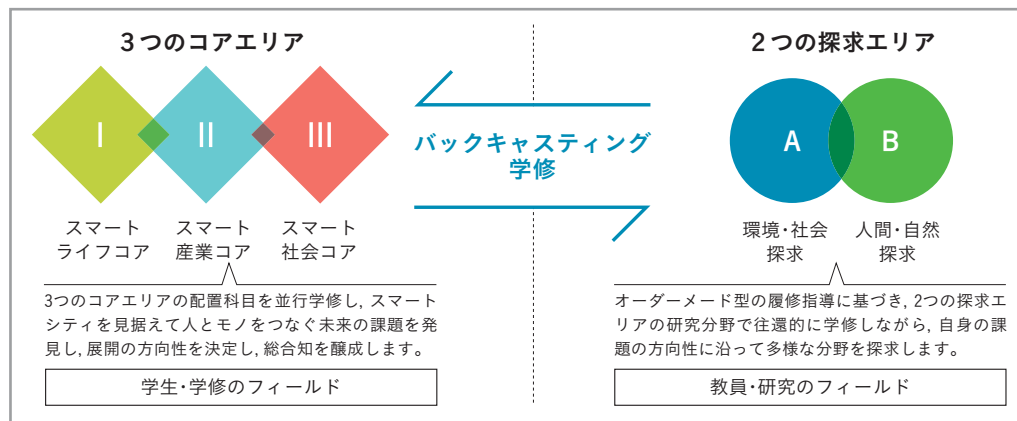 3つのコアエリア
I
II
III
スマート
ライフコア
スマート
産業コア
スマート
社会コア
3つのコアエリアの配置科目を並行学修し, スマート
シティを見据えて人とモノをつなぐ未来の課題を発
見し, 展開の方向性を決定し, 総合知を醸成します。
学生・学修のフィールド
バックキャスティング
学修
2つの探求エリア
A
B
環境・社会
探求
人間・自然
探求
オーダーメード型の履修指導に基づき, 2つの探求エ
リアの研究分野で往還的に学修しながら, 自身の課
題の方向性に沿って多様な分野を探求します。
教員・研究のフィールド